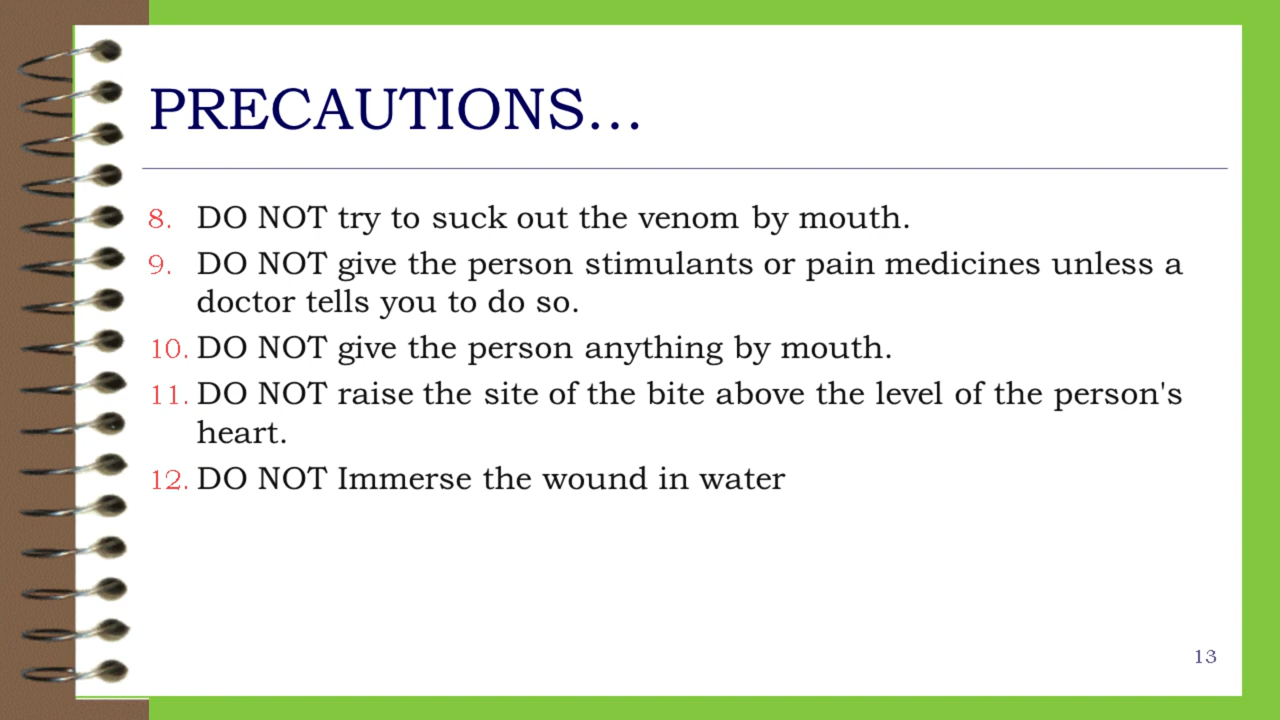 PRECAUTIONS...
8. DO NOT try to suck out the venom by mouth.
9. DO NOT give the person stimulants or pain medicines unless a
doctor tells you to do so.
10. DO NOT give the person anything by mouth.
11. DO NOT raise the site of the bite above the level of the person's
heart.
12. DO NOT Immerse the wound in water
13